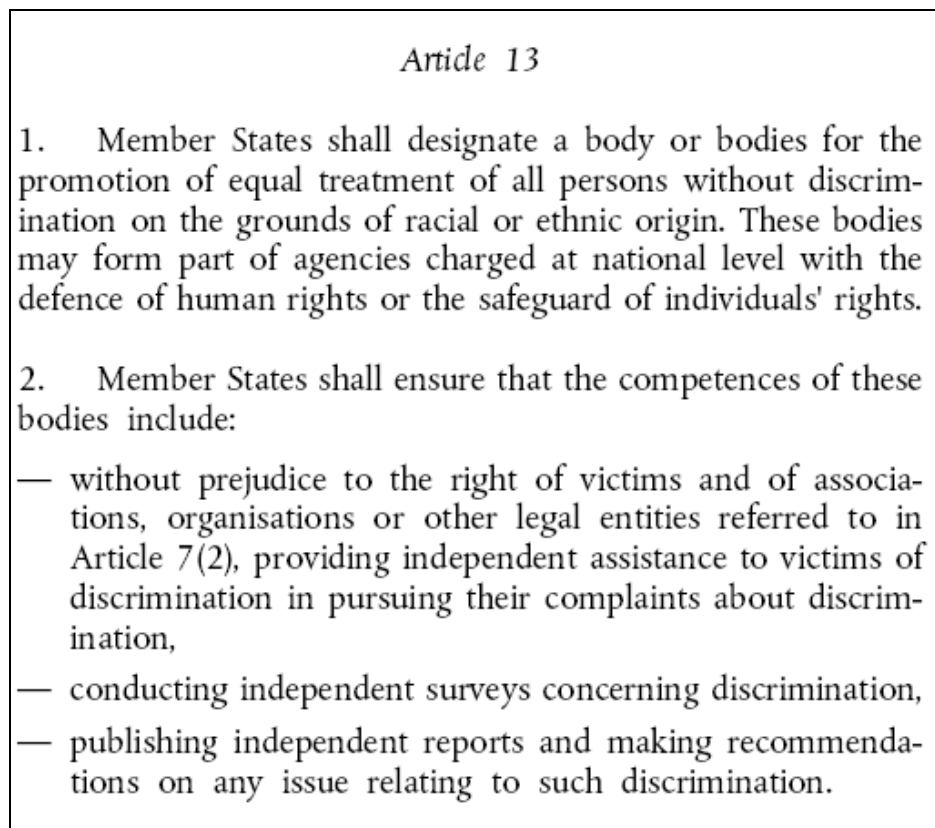 Article 13
1. Member States shall designate a body or bodies for the
promotion of equal treatment of all persons without discrim-
ination on the grounds of racial or ethnic origin. These bodies
may form part of agencies charged at national level with the
defence of human rights or the safeguard of individuals' rights.
2. Member States shall ensure that the competences of these
bodies include:
— without prejudice to the right of victims and of associa-
tions, organisations or other legal entities referred to in
Article 7(2), providing independent assistance to victims of
discrimination in pursuing their complaints about discrim-
ination,
— conducting independent surveys concerning discrimination,
— publishing independent reports and making recommenda-
tions on any issue relating to such discrimination.